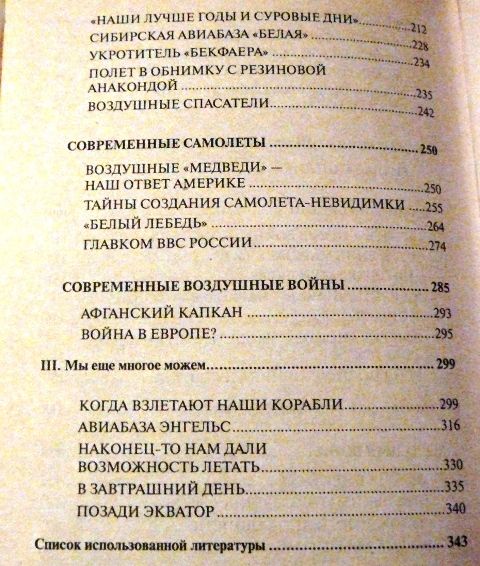 «НАШИ ЛУЧШЕ ГОДЫ И СУРОВЫЕ ДНИ»........212
СИБИРСКАЯ АВИАБАЗА «БЕЛАЯ»........228
УКРОТИТЕЛЬ «БЕКФАЕРА»........234
ПОЛЕТ В ОБНИМКУ С РЕЗИНОВОЙ
АНАКОНДОЙ........235
ВОЗДУШНЫЕ СПАСАТЕЛИ........242
СОВРЕМЕННЫЕ САМОЛЕТЫ........250
ВОЗДУШНЫЕ «МЕДВЕДИ» —
НАШ ОТВЕТ АМЕРИКЕ........250
ТАЙНЫ СОЗДАНИЯ САМОЛЕТА-НЕВИДИМКИ........255
«БЕЛЫЙ ЛЕБЕДЬ»........264
ГЛАВКОМ ВВС РОССИИ........274
СОВРЕМЕННЫЕ ВОЗДУШНЫЕ ВОЙНЫ........285
АФГАНСКИЙ КАПКАН........293
ВОЙНА В ЕВРОПЕ?........295
III. Мы еще многое можем........299
КОГДА ВЗЛЕТАЮТ НАШИ КОРАБЛИ........299
АВИАБАЗА ЭНГЕЛЬС........316
НАКОНЕЦ-ТО НАМ ДАЛИ
ВОЗМОЖНОСТЬ ЛЕТАТЬ........330
В ЗАВТРАШНИЙ ДЕНЬ........335
ПОЗАДИ ЭКВАТОР........340
Список использованной литературы........343